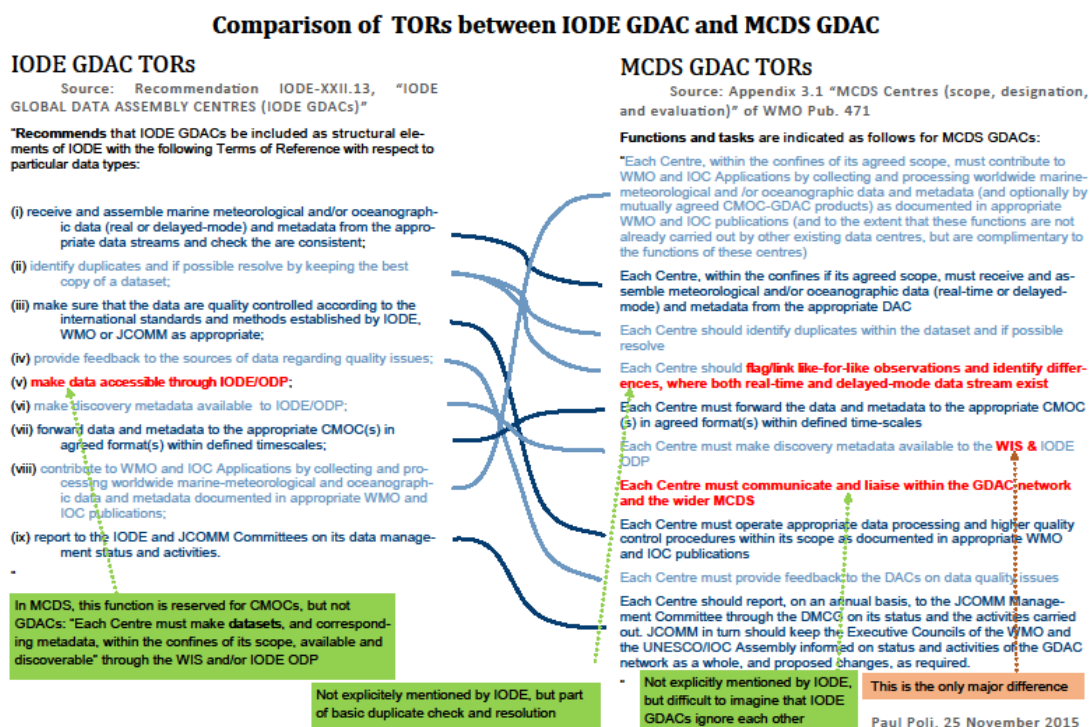 Comparison of TORs between IODE GDAC and MCDS GDAC
IODE GDAC TORs
Source: Recommendation IODE-XXII.13, “IODE
GLOBAL DATA ASSEMBLY CENTRES (IODE GDACs)”
“Recommends that IODE GDACs be included as structural ele-
ments of IODE with the following Terms of Reference with respect to
particular data types:
(i) receive and assemble marine meteorological and/or oceanograph-
ic data (real or delayed-mode) and metadata from the appro-
priate data streams and check the are consistent;
(ii) identify duplicates and if possible resolve by keeping the best
copy of a dataset;
(iii) make sure that the data are quality controlled according to the
international standards and methods established by IODE,
WMO or JCOMM as appropriate;
(iv) provide feedback to the sources of data regarding quality issues;
(v) make data accessible through IODE/ODP;
(vi) make discovery metadata available to IODE/ODP;
(vii) forward data and metadata to the appropriate CMOC(s) in
agreed format(s) within defined timescales;
(viii) contribute to WMO and IOC Applications by collecting and pro-
cessing worldwide marine-meteorological and oceanograph-
ic data and metadata documented in appropriate WMO and
IOC publications;
(ix) report to the IODE and JCOMM Committees on its data manage-
ment status and activities.
“
In MCDS, this function is reserved for CMOCs, but not
GDACs: “Each Centre must make datasets, and correspond-
ing metadata, within the confines of its scope, available and
discoverable” through the WIS and/or IODE ODP
Not explicitely mentioned by IODE, but part
of basic duplicate check and resolution
MCDS GDAC TORs
Source: Appendix 3.1 “MCDS Centres (scope, designation,
and evaluation)” of WMO Pub. 471
Functions and tasks are indicated as follows for MCDS GDACs:
“Each Centre, within the confines of its agreed scope, must contribute to
WMO and IOC Applications by collecting and processing worldwide marine-
meteorological and /or oceanographic data and metadata (and optionally by
mutually agreed CMOC-GDAC products) as documented in appropriate
WMO and IOC publications (and to the extent that these functions are not
already carried out by other existing data centres, but are complimentary to
the functions of these centres)
Each Centre, within the confines if its agreed scope, must receive and as-
semble meteorological and/or oceanographic data (real-time or delayed-
mode) and metadata from the appropriate DAC
Each Centre should identify duplicates within the dataset and if possible
resolve
Each Centre should flag/link like-for-like observations and identify differ-
ences, where both real-time and delayed-mode data stream exist
Each Centre must forward the data and metadata to the appropriate CMOC
(s) in agreed format(s) within defined time-scales
Each Centre must make discovery metadata available to the WIS & IODE
ODP
Each Centre must communicate and liaise within the GDAC network
and the wider MCDS
Each Centre must operate appropriate data processing and higher quality
control procedures within its scope as documented in appropriate WMO
and IOC publications
Each Centre must provide feedback to the DACs on data quality issues
Each Centre should report, on an annual basis, to the JCOMM Manage-
ment Committee through the DMCG on its status and the activities carried
out. JCOMM in turn should keep the Executive Councils of the WMO and
the UNESCO/IOC Assembly informed on status and activities of the GDAC
network as a whole, and proposed changes, as required.
“
Not explicitly mentioned by IODE,
but difficult to imagine that IODE
GDACs ignore each other
This is the only major difference
Paul Poli, 25 November 2015